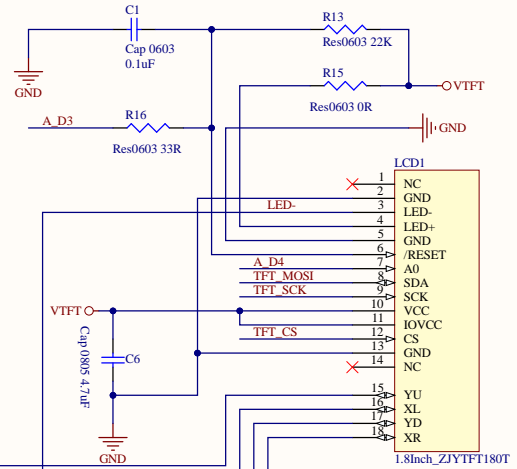 C1
Cap 0603
0.1uF
GND
R13
Res0603 22K
R15
Res0603 0R
VTFT
A_D3
R16
Res0603 33R
GND
LCD1
1 NC
2 GND
LED- 3 LED-
4 LED+
5 GND
6 /RESET
A_D4 7 A0
TFT_MOSI 8 SDA
TFT_SCK 9 SCK
VTFT 10 VCC
11 IOVCC
TFT_CS 12 CS
13 GND
14 NC
Cap 0805 4.7uF
C6
15 YU
16 XL
17 YD
18 XR
GND
1.8Inch_ZJYTFT180T